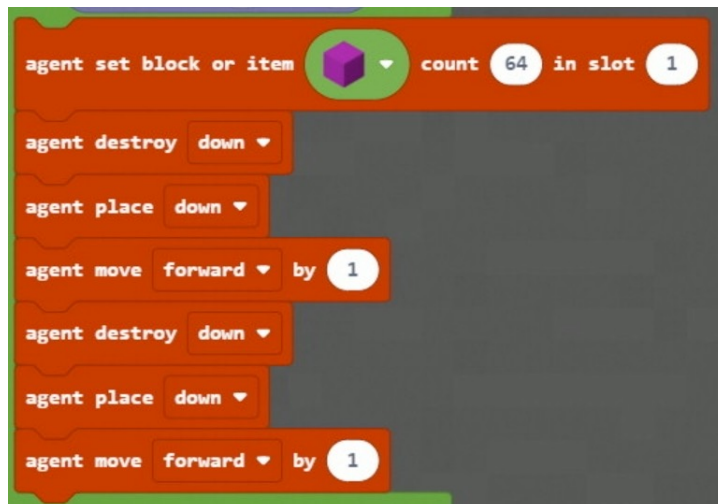 agent set block or item count 64 in slot 1
agent destroy down
agent place down
agent move forward by 1
agent destroy down
agent place down
agent move forward by 1